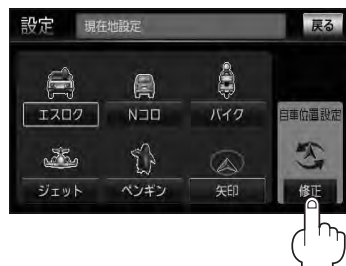 設定 現在地設定 戻る
エスロク Nコロ バイク 自車位置設定
ジェット ペンギン 矢印 修正